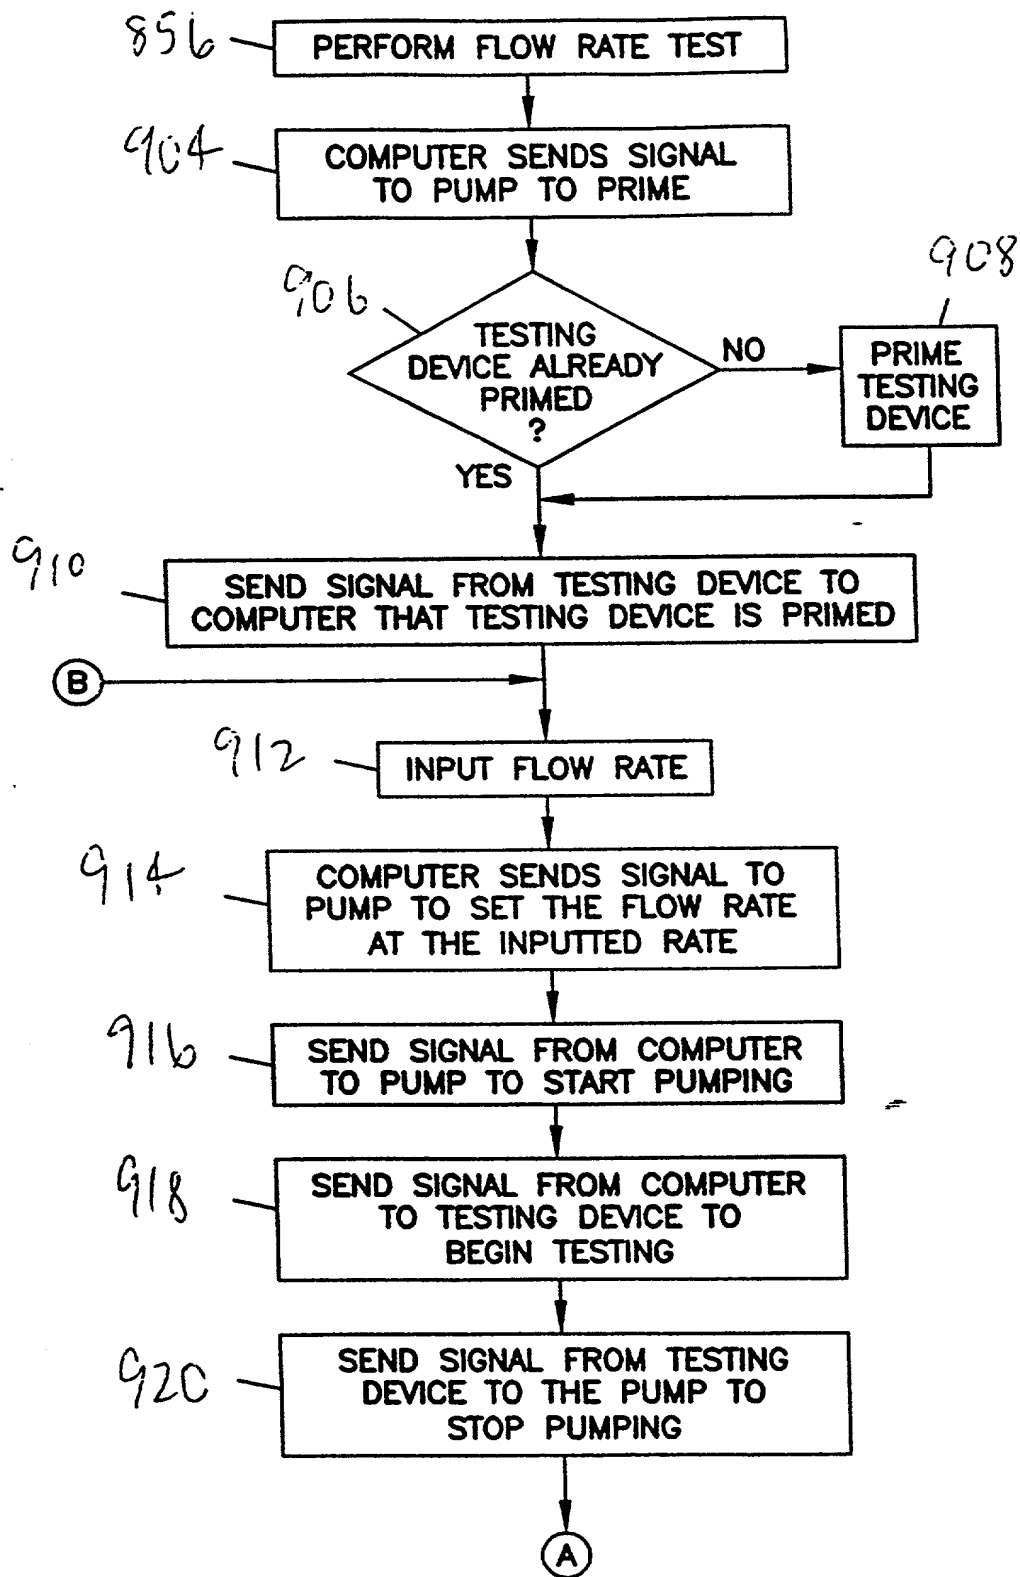 856
PERFORM FLOW RATE TEST
904
COMPUTER SENDS SIGNAL
TO PUMP TO PRIME
906
908
TESTING
DEVICE ALREADY
PRIMED
?
NO
PRIME
TESTING
DEVICE
YES
910
SEND SIGNAL FROM TESTING DEVICE TO
COMPUTER THAT TESTING DEVICE IS PRIMED
B
912
INPUT FLOW RATE
914
COMPUTER SENDS SIGNAL TO
PUMP TO SET THE FLOW RATE
AT THE INPUTTED RATE
916
SEND SIGNAL FROM COMPUTER
TO PUMP TO START PUMPING
918
SEND SIGNAL FROM COMPUTER
TO TESTING DEVICE TO
BEGIN TESTING
920
SEND SIGNAL FROM TESTING
DEVICE TO THE PUMP TO
STOP PUMPING
A